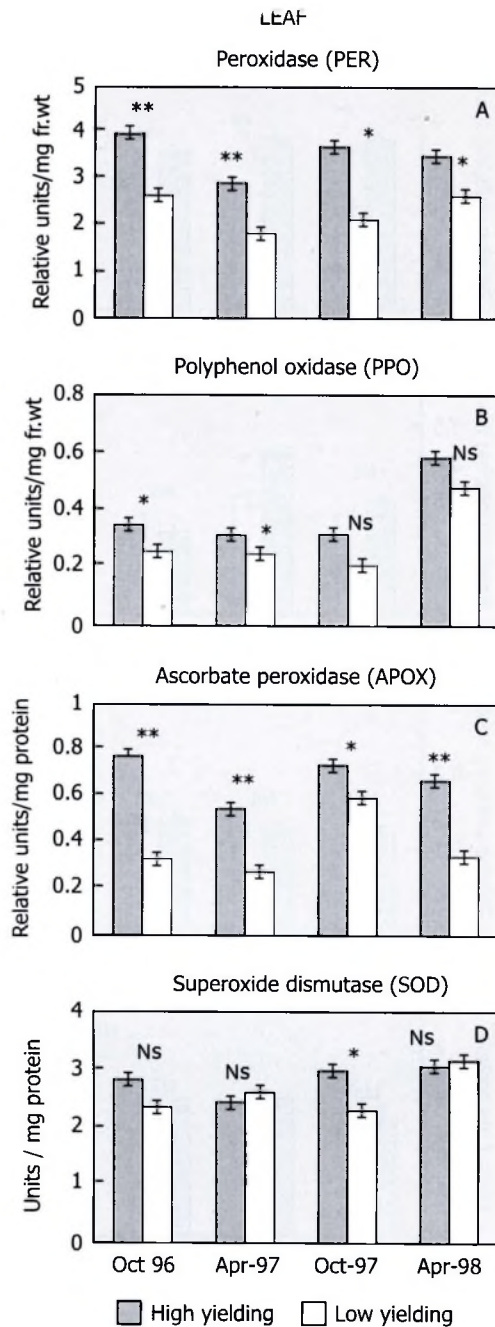 LEAF
Peroxidase (PER)
A
5
4
3
2
1
0
Relative units/mg fr.wt
** ** * *
Polyphenol oxidase (PPO)
B
0.8
0.6
0.4
0.2
0
Relative units/mg fr.wt
* * Ns Ns
Ascorbate peroxidase (APOX)
C
1
0.8
0.6
0.4
0.2
0
Relative units/mg protein
** ** * **
Superoxide dismutase (SOD)
D
4
3
2
1
0
Units / mg protein
Ns Ns * Ns
Oct 96 Apr-97 Oct-97 Apr-98
High yielding Low yielding